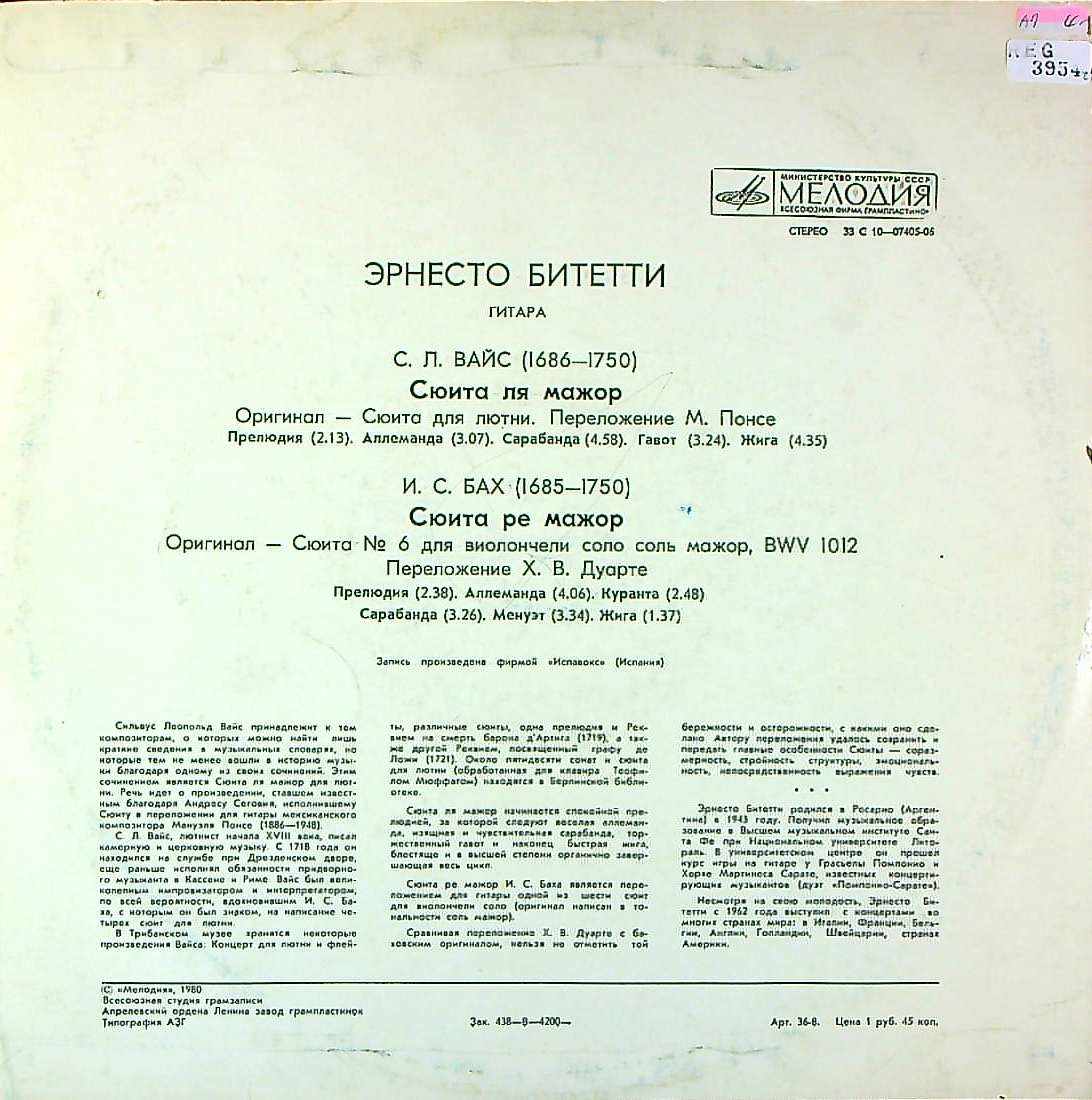 АЛ
REG
3954
МИНИСТЕРСТВО КУЛЬТУРЫ СССР
МЕЛОДИЯ
ВСЕСОЮЗНАЯ ФИРМА ГРАМПЛАСТИНО
СТЕРЕО 33 С 10—07405-06
ЭРНЕСТО БИТЕТТИ
ГИТАРА
С. Л. ВАЙС (1686—1750)
Сюита ля мажор
Оригинал — Сюита для лютни. Переложение М. Понсе
Прелюдия (2.13). Аллеманда (3.07). Сарабанда (4.58). Гавот (3.24). Жига (4.35)
И. С. БАХ (1685—1750)
Сюита ре мажор
Оригинал — Сюита № 6 для виолончели соло соль мажор, BWV 1012
Переложение Х. В. Дуарте
Прелюдия (2.38). Аллеманда (4.06). Куранта (2.48)
Сарабанда (3.26). Менуэт (3.34). Жига (1.37)
Запись произведена фирмой «Испавокс» (Испания)
Сильвус Леопольд Вайс принадлежит к тем
композиторам, о которых можно найти лишь
краткие сведения в музыкальных словарях, но
которые тем не менее вошли в историю музы-
ки благодаря одному из своих сочинений. Этим
сочинением является Сюита ля мажор для лют-
ни. Речь идет о произведении, ставшем извест-
ным благодаря Андресу Сеговия, исполнившему
Сюиту в переложении для гитары мексиканского
композитора Мануэля Понсе (1886—1948).
С. Л. Вайс, лютнист начала XVIII века, писал
камерную и церковную музыку. С 1718 года он
находился на службе при Дрезденском дворе,
еще раньше исполнял обязанности придворно-
го музыканта в Касселе и Риме Вайс был вели-
колепным импровизатором и интерпретатором,
по всей вероятности, вдохновившим И. С. Ба-
ха, с которым он был знаком, на написание че-
тырех сюит для лютни.
В Трибанском музее хранятся некоторые
произведения Вайса: Концерт для лютни и флей-
ты, различные сюиты, одна прелюдия и Рек-
вием на смерть барона д'Артига (1719), а так-
же другой Реквием, посвященный графу де
Ложи (1721). Около пятидесяти сонат и сюита
для лютни (обработанная для клавира Теофи-
лом Мюффатом) находятся в Берлинской библи-
отеке.
Сюита ля мажор начинается спокойной пре-
людией, за которой следуют веселая алеман-
да, изящная и чувствительная сарабанда, тор-
жественный гавот и наконец быстрая жига,
блестяще и в высшей степени органично завер-
шающая весь цикл.
Сюита ре мажор И. С. Баха является пере-
ложением для гитары одной из шести сюит
для виолончели соло (оригинал написан в то-
нальности соль мажор).
Сравнивая переложение Х. В. Дуарте с ба-
ховским оригиналом, нельзя не отметить той
бережности и осторожности, с какими оно сде-
лано Автору переложения удалось сохранить и
передать главные особенности Сюиты — сораз-
мерность, стройность структуры, эмоциональ-
ность, непосредственность выражения чувств.
• • •
Эрнесто Битетти родился в Росарио (Арген-
тина) в 1943 году. Получил музыкальное обра-
зование в Высшем музыкальном институте Сан-
та Фе при Национальном университете Лито-
раль. В университетском центре он прошел
курс игры на гитаре у Грасьелы Помпонио и
Хорхе Мартинеса Сарате, известных концерти-
рующих музыкантов (дуэт «Помпонио-Сарате»).
Несмотря на свою молодость, Эрнесто Би-
тетти с 1962 года выступил с концертами во
многих странах мира: в Италии, Франции, Бель-
гии, Англии, Голландии, Швейцарии, странах
Америки.
(С) «Мелодия», 1980
Всесоюзная студия грамзаписи
Апрелевский ордена Ленина завод грампластинок
Типография АЗГ
Зак. 438—В—4200—
Арт. 36-8. Цена 1 руб. 45 коп.